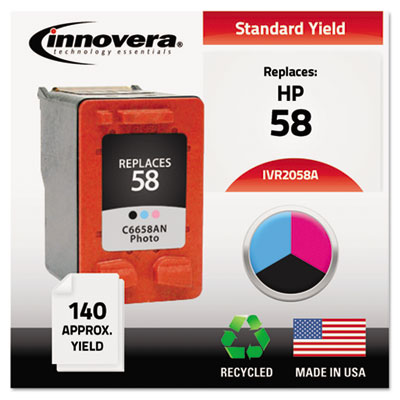 innovera®
technology essentials
Standard Yield
Replaces:
HP
58
IVR2058A
REPLACES
58
C6658AN
Photo
140
APPROX.
YIELD
RECYCLED
MADE IN USA